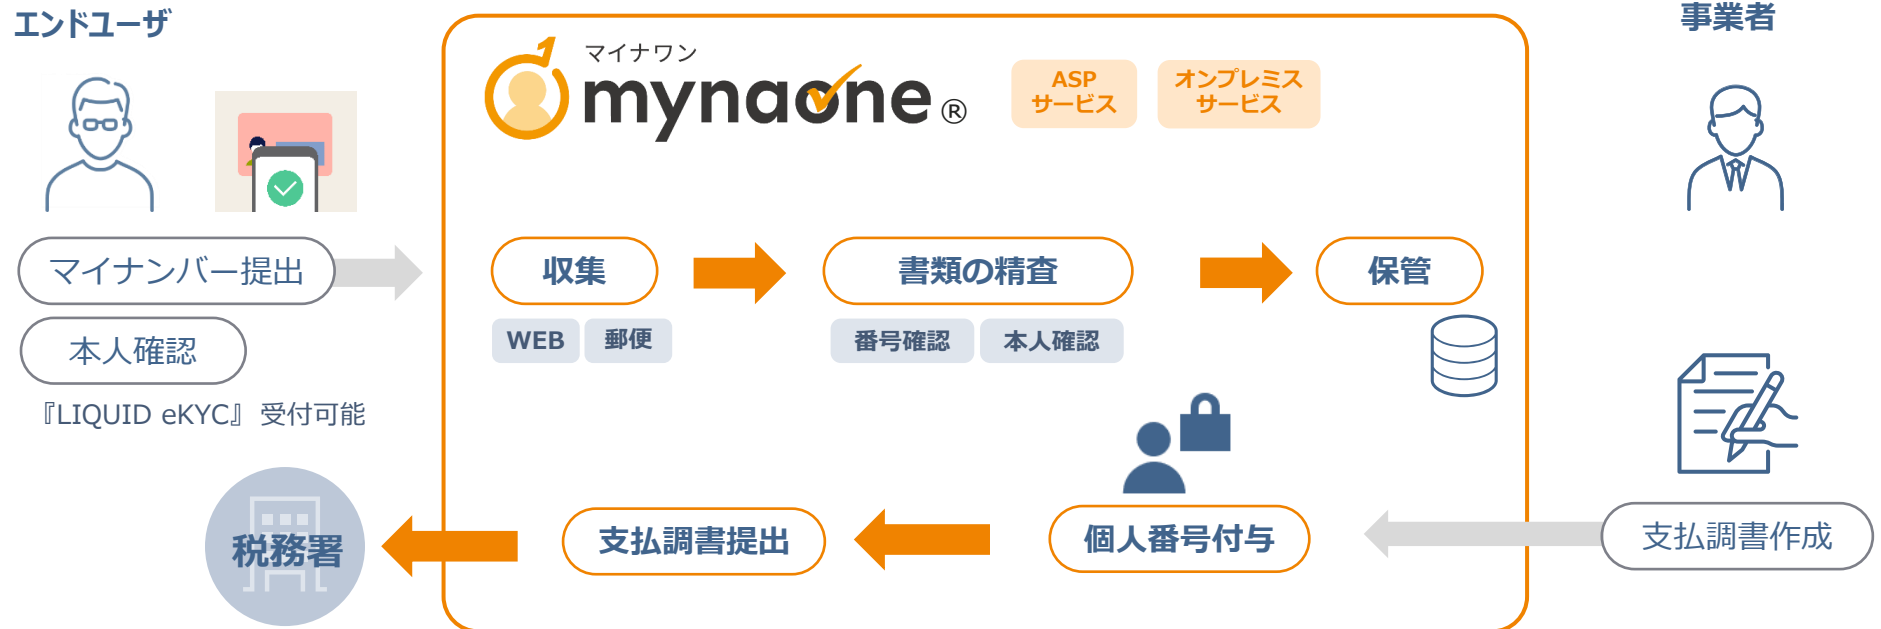 エンドユーザ
事業者
マイナワン
mynaone®
ASP
サービス
オンプレミス
サービス
マイナンバー提出
収集
書類の精査
保管
本人確認
WEB
郵便
番号確認
本人確認
『LIQUID eKYC』 受付可能
税務署
支払調書提出
個人番号付与
支払調書作成